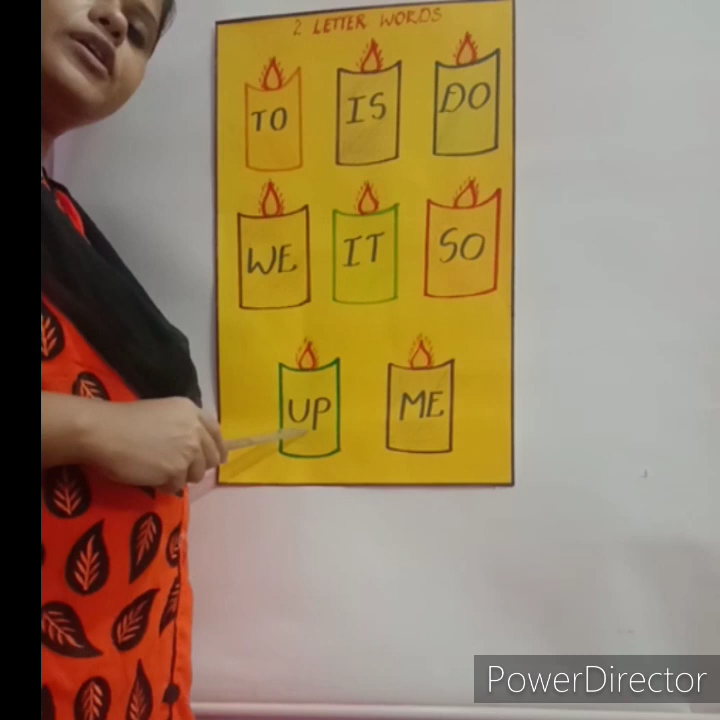 2 LETTER WORDS
TO IS DO
WE IT SO
UP ME
PowerDirector